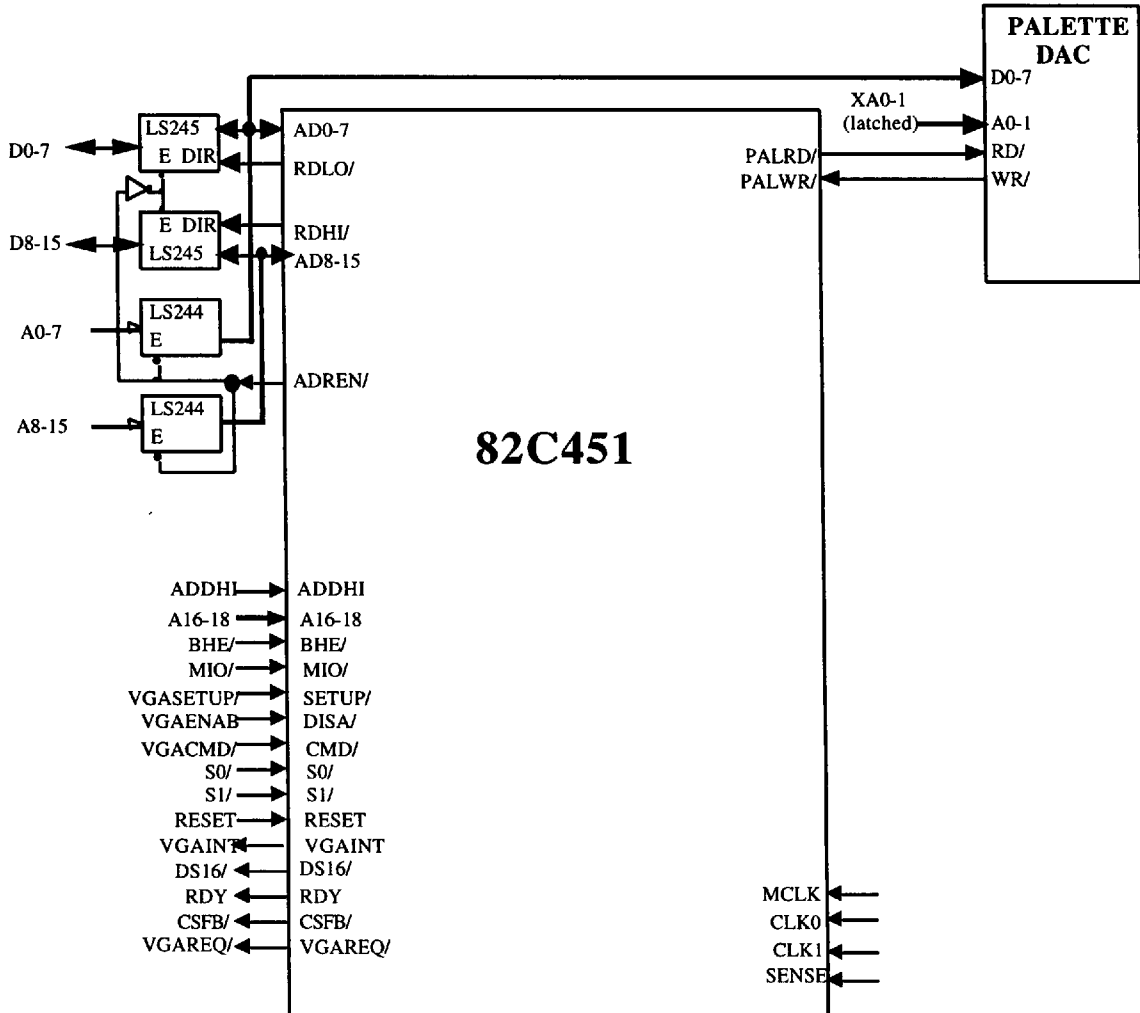 PALETTE
DAC
D0-7
XA0-1
(latched)
A0-1
RD/
WR/
PALRD/
PALWR/
LS245
E DIR
D0-7
AD0-7
RDLO/
E DIR
LS245
D8-15
RDHI/
AD8-15
LS244
E
A0-7
ADREN/
LS244
E
A8-15
82C451
ADDHI ADDHI
A16-18 A16-18
BHE/ BHE/
MIO/ MIO/
VGASETUP/ SETUP/
VGAENAB DISA/
VGACMD/ CMD/
S0/ S0/
S1/ S1/
RESET RESET
VGAINT VGAINT
DS16/ DS16/
RDY RDY
CSFB/ CSFB/
VGAREQ/ VGAREQ/
MCLK
CLK0
CLK1
SENSE